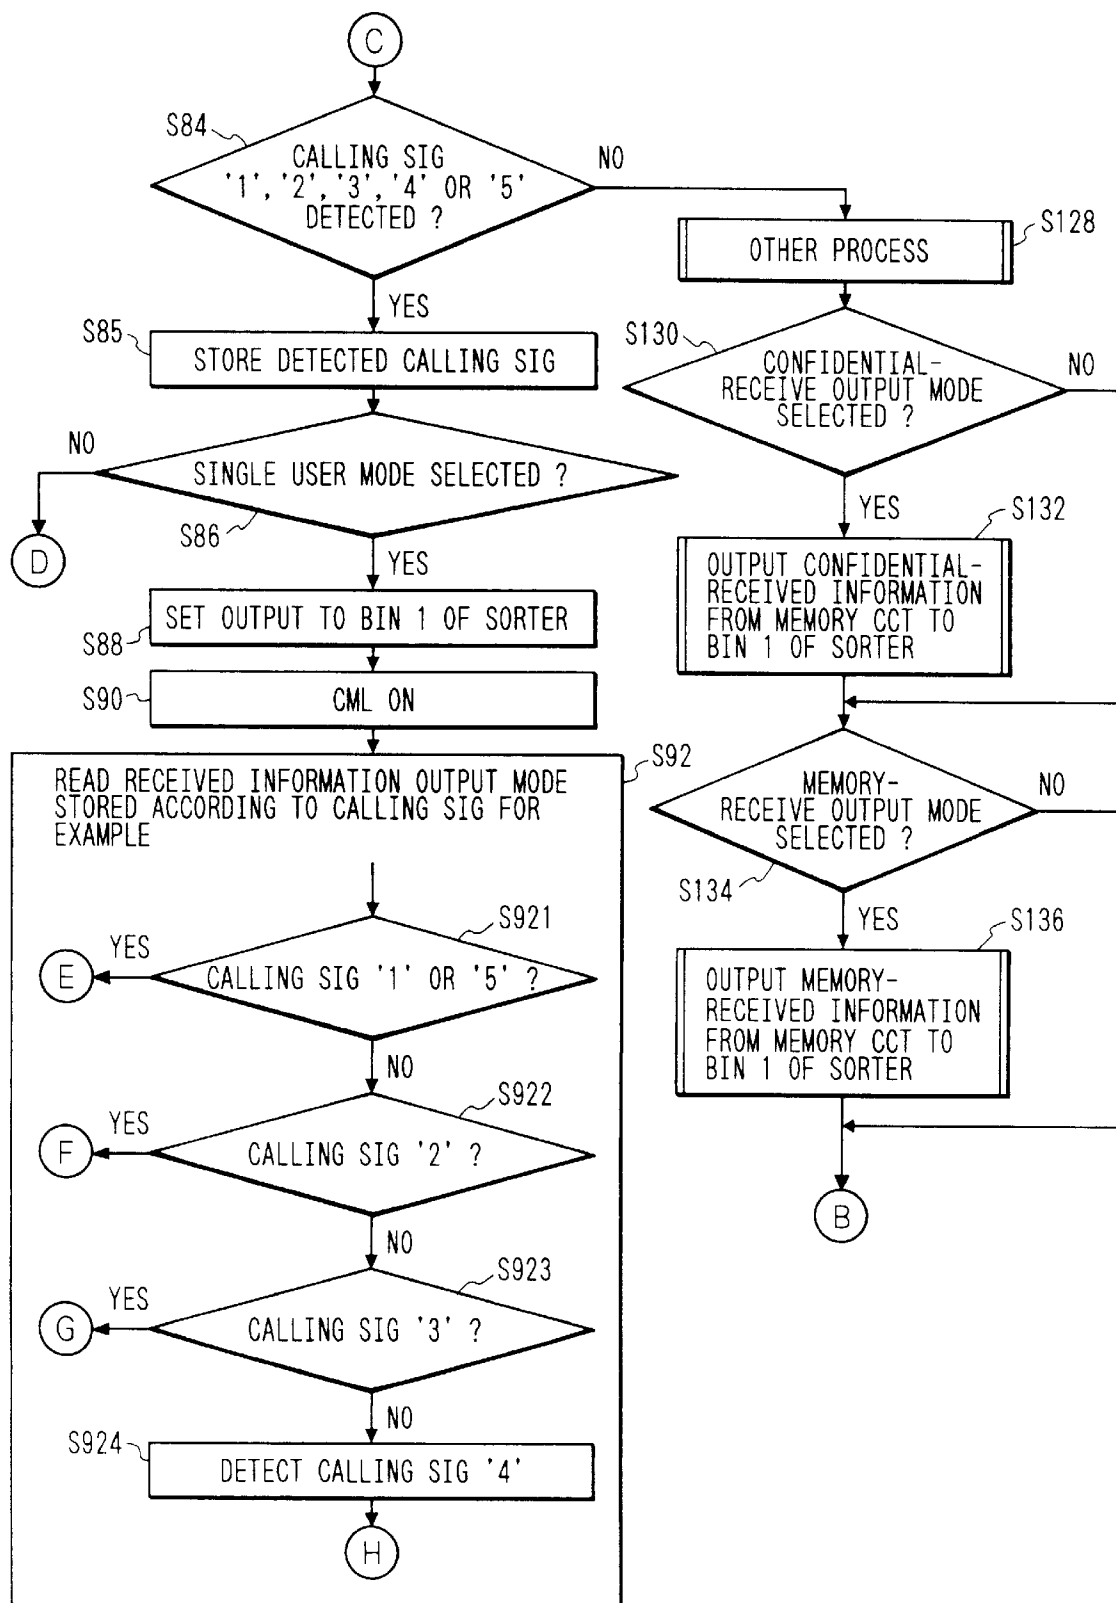 C
S84
CALLING SIG
'1', '2', '3', '4' OR '5'
DETECTED ?
NO
YES
S85
STORE DETECTED CALLING SIG
NO
SINGLE USER MODE SELECTED ?
S86
D
YES
SET OUTPUT TO BIN 1 OF SORTER
S88
S90
CML ON
S92
READ RECEIVED INFORMATION OUTPUT MODE
STORED ACCORDING TO CALLING SIG FOR
EXAMPLE
S921
YES
E
CALLING SIG '1' OR '5' ?
NO
S922
YES
F
CALLING SIG '2' ?
NO
S923
YES
G
CALLING SIG '3' ?
NO
S924
DETECT CALLING SIG '4'
H
S128
OTHER PROCESS
S130
CONFIDENTIAL-
RECEIVE OUTPUT MODE
SELECTED ?
NO
YES
S132
OUTPUT CONFIDENTIAL-
RECEIVED INFORMATION
FROM MEMORY CCT TO
BIN 1 OF SORTER
MEMORY-
RECEIVE OUTPUT MODE
SELECTED ?
NO
S134
YES
S136
OUTPUT MEMORY-
RECEIVED INFORMATION
FROM MEMORY CCT TO
BIN 1 OF SORTER
B